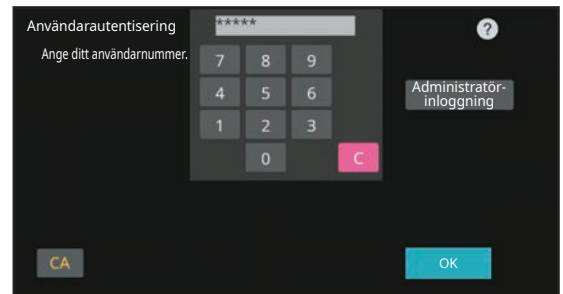 Användarautentisering
*****
?
Ange ditt användarnummer.
7 8 9
4 5 6
1 2 3
0 C
Administratör-
inloggning
CA
OK